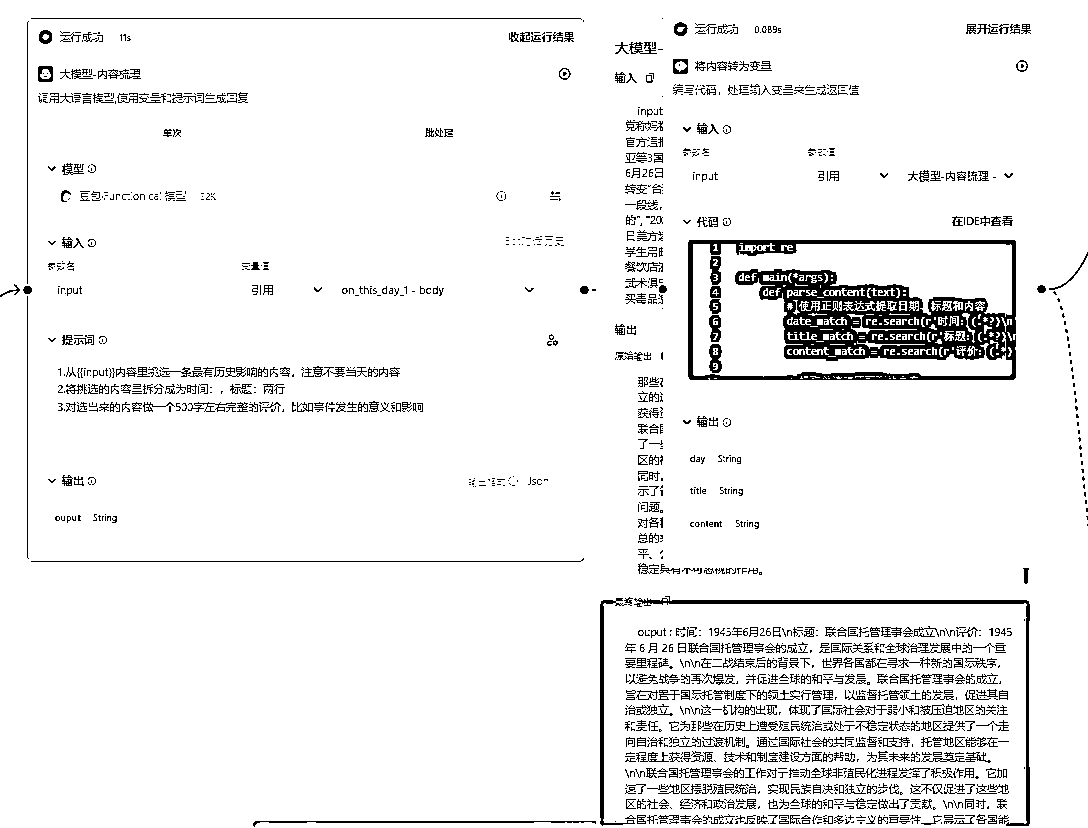 运行成功 11s 收起运行结果
大模型-内容梳理
调用大语言模型,使用变量和提示词生成回复
单次 批处理
模型
豆包·Function call 模型 32K
输入
参数名 变量值
input 引用 on_this_day_1 - body
提示词
1.从{{input}}内容里挑选一条最有历史影响的内容，注意不要当天的内容
2.将挑选的内容里拆分成为时间：，标题：两行
3.对选出来的内容做一个500字左右完整的评价，比如事件发生的意义和影响
输出
Json
ouput String
大模型-
输入
input
官方语
亚等3国
6月26日
转变"台
一段线，
日美方发
学生用
餐饮店
武术俱
买毒品
输出
原始输出
那些
立的
获得资
联合国
了一些
区的社
同时，
示了各
问题。
对各
总的
平、
稳定具有不可忽视的作用。
运行成功 0.089s 展开运行结果
将内容转为变量
编写代码，处理输入变量来生成返回值
输入
参数名 参数值
input 引用 大模型-内容梳理 -
代码 在IDE中查看
1 import re
2
3 def main(*args):
4 def parse_content(text):
5 # 使用正则表达式提取日期、标题和内容
6 date_match = re.search(r'时间：(.*?)\n
7 title_match = re.search(r'标题：(.*?)\n
8 content_match = re.search(r'评价：(.*
9
输出
day String
title String
content String
最终输出
ouput : 时间：1945年6月26日\n标题：联合国托管理事会成立\n\n评价：1945
年 6 月 26 日联合国托管理事会的成立，是国际关系和全球治理发展中的一个重
要里程碑。\n\n在二战结束后的背景下，世界各国都在寻求一种新的国际秩序，
以避免战争的再次爆发，并促进全球的和平与发展。联合国托管理事会的成立，
旨在对置于国际托管制度下的领土实行管理，以监督托管领土的发展，促进其自
治或独立。\n\n这一机构的出现，体现了国际社会对于弱小和被压迫地区的关注
和责任。它为那些在历史上遭受殖民统治或处于不稳定状态的地区提供了一个走
向自治和独立的过渡机制。通过国际社会的共同监督和支持，托管地区能够在一
定程度上获得资源、技术和制度建设方面的帮助，为其未来的发展奠定基础。
\n\n联合国托管理事会的工作对于推动全球非殖民化进程发挥了积极作用。它加
速了一些地区摆脱殖民统治，实现民族自决和独立的步伐。这不仅促进了这些地
区的社会、经济和政治发展，也为全球的和平与稳定做出了贡献。\n\n同时，联
合国托管理事会的成立也反映了国际合作和多边主义的重要性。它展示了各国能